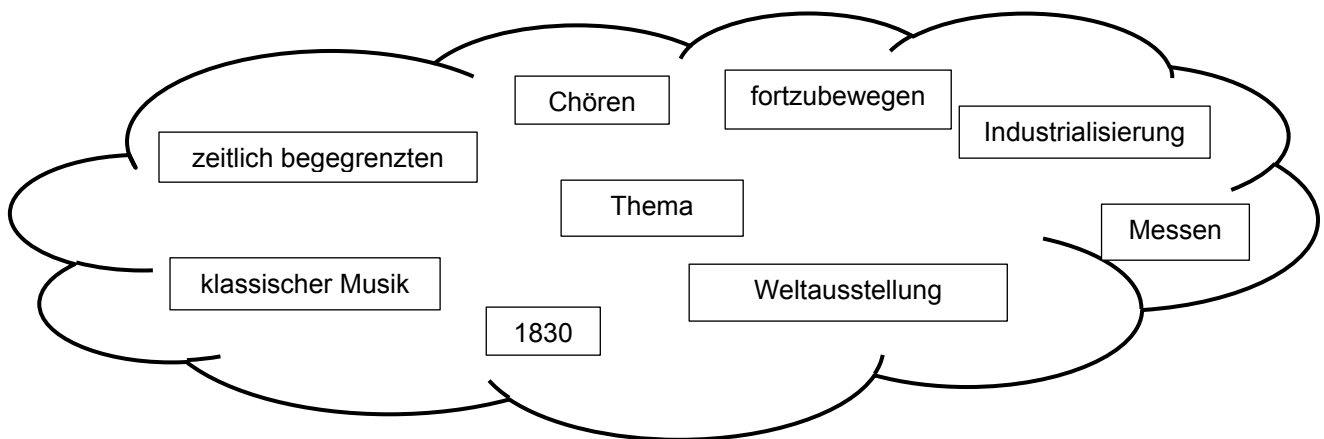 Chören
fortzubewegen
Industrialisierung
zeitlich begegrenzten
Thema
Messen
klassischer Musik
Weltausstellung
1830